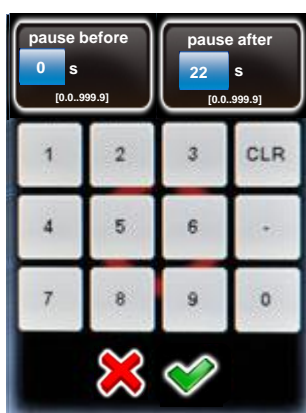 pause before pause after
0 s 22 s
[0.0..999.9] [0.0..999.9]
1 2 3 CLR
4 5 6 -
7 8 9 0